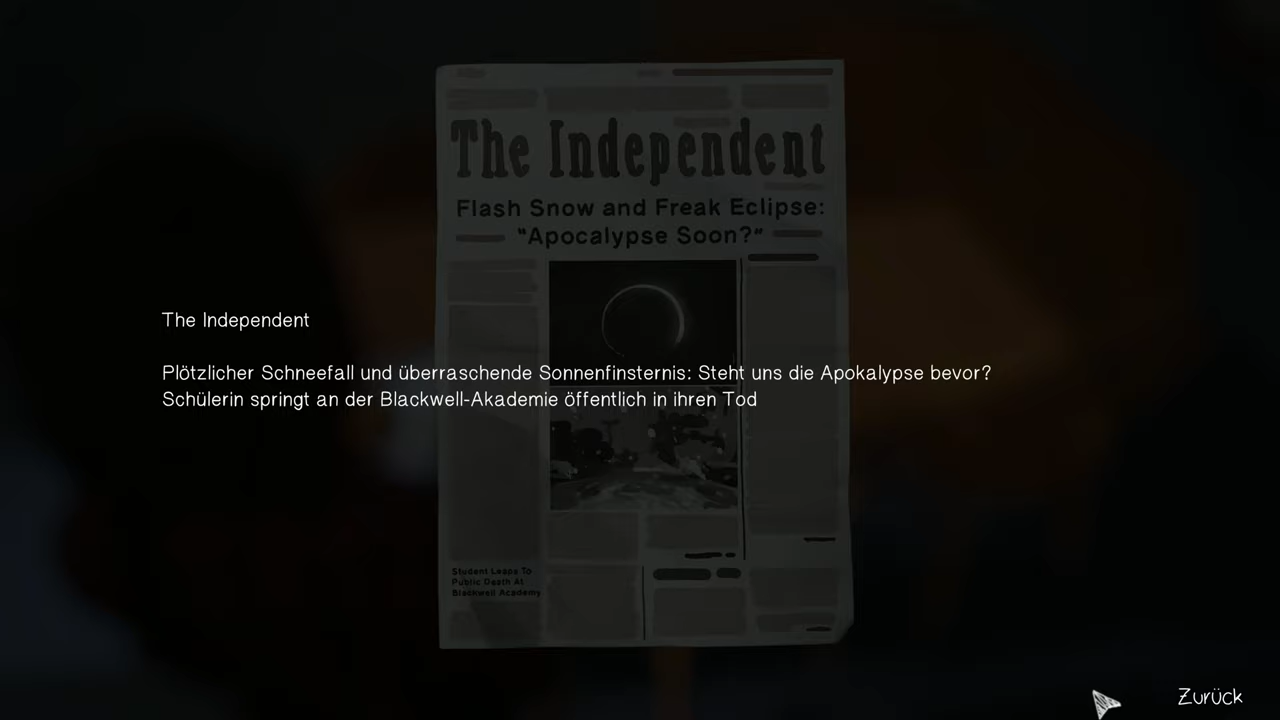 The Independent
Flash Snow and Freak Eclipse:
"Apocalypse Soon?"
The Independent
Plötzlicher Schneefall und überraschende Sonnenfinsternis: Steht uns die Apokalypse bevor?
Schülerin springt an der Blackwell-Akademie öffentlich in ihren Tod
Student Leaps To
Public Death At
Blackwell Academy
Zurück